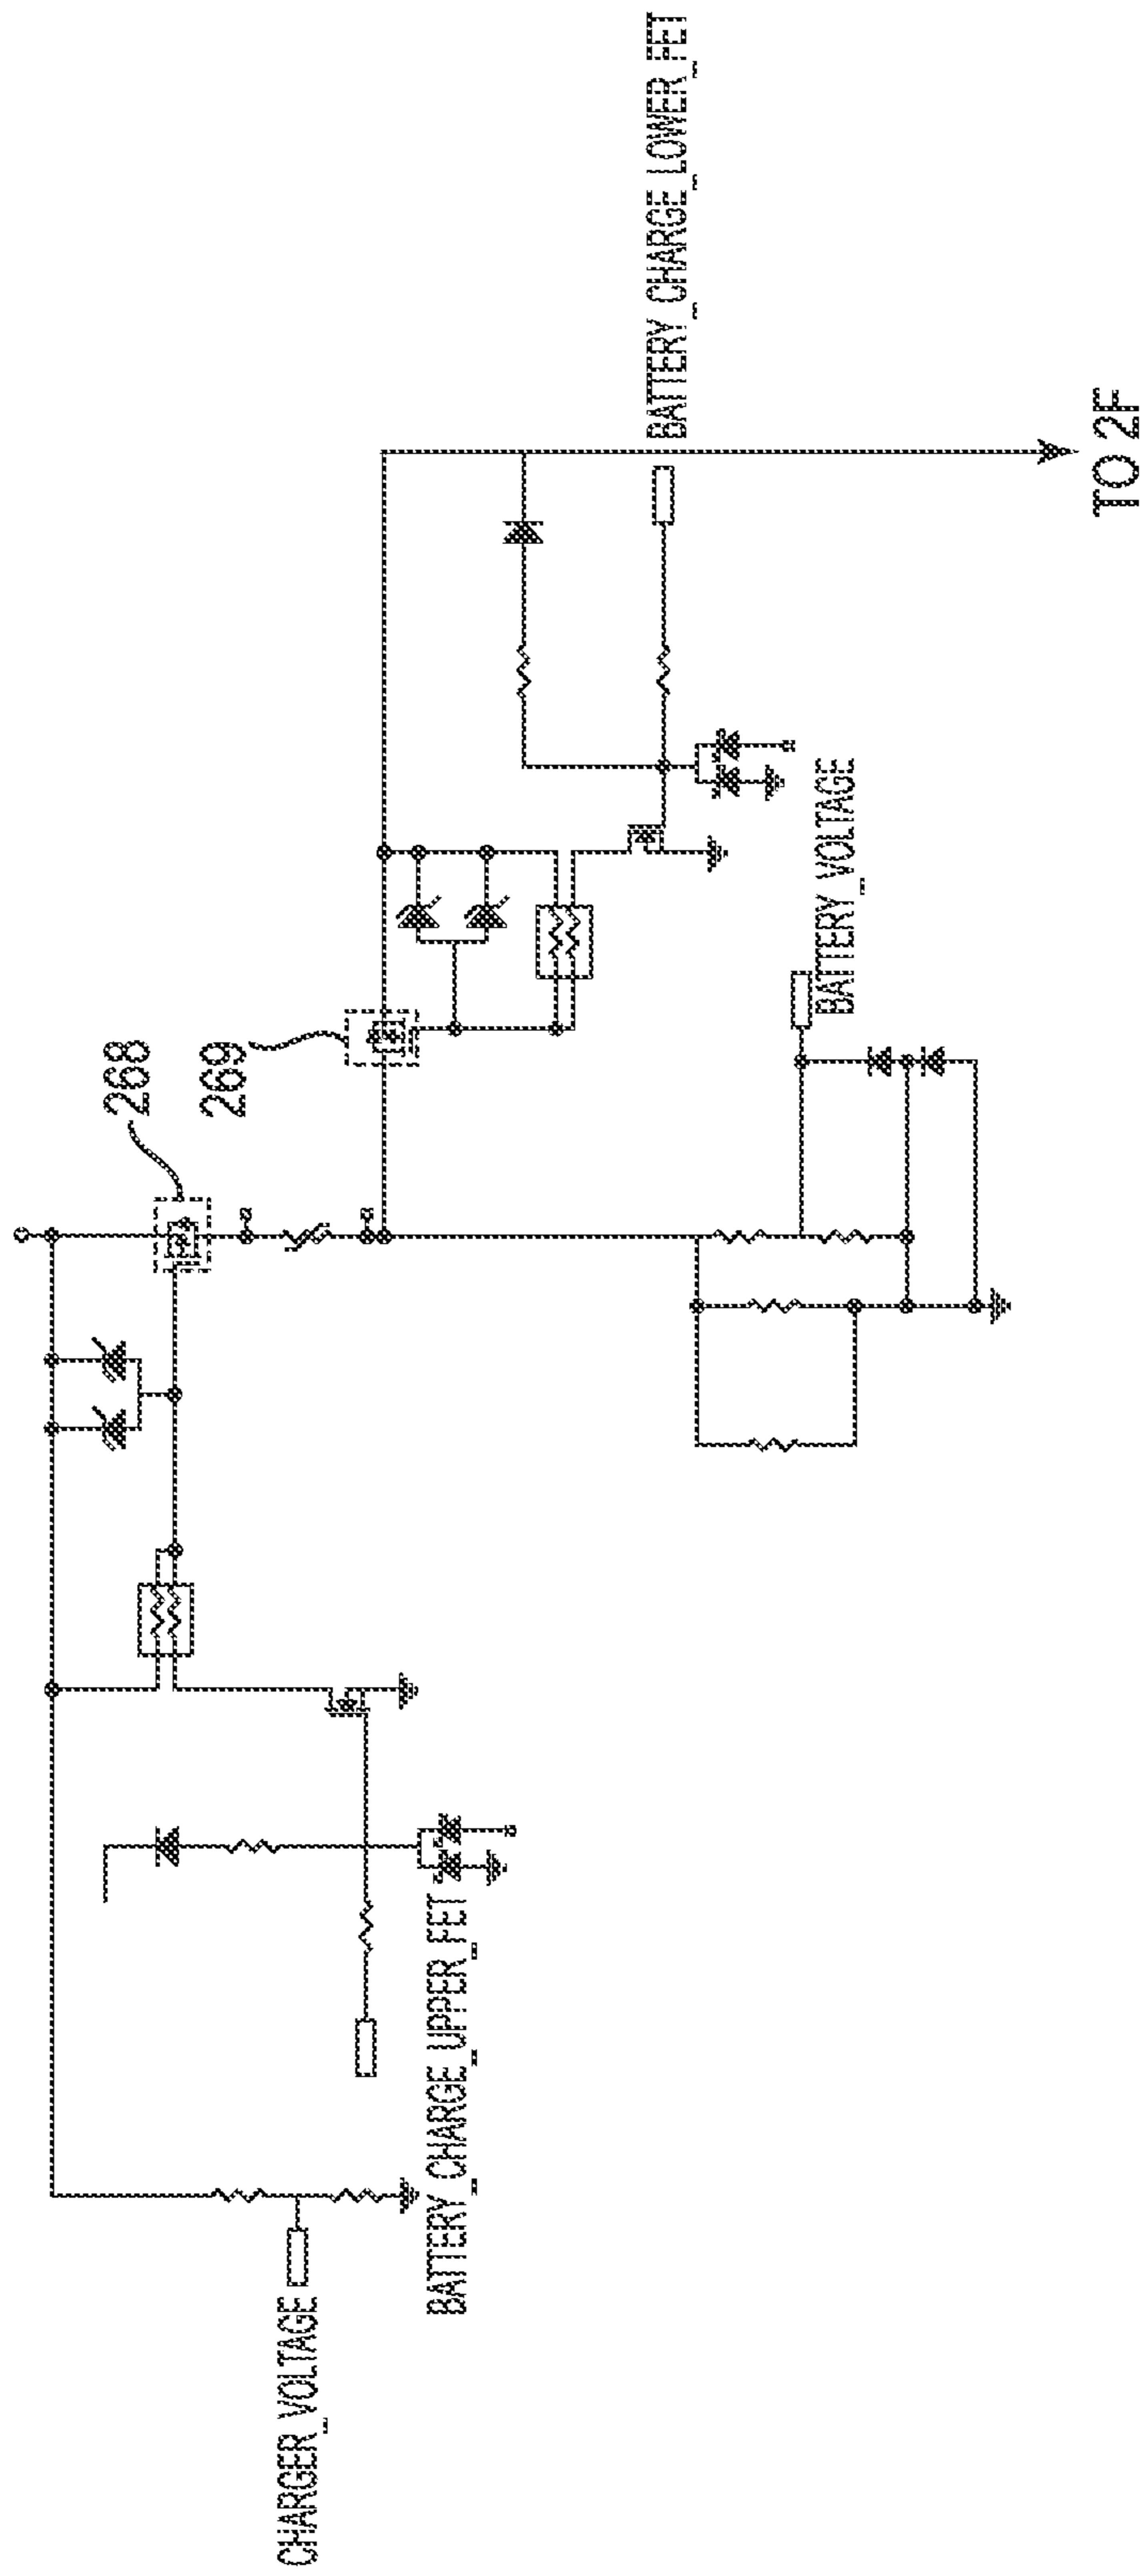 268
269
BATTERY_CHARGE_LOWER_FET
TO 2F
BATTERY_VOLTAGE
BATTERY_CHARGE_UPPER_FET
CHARGER_VOLTAGE